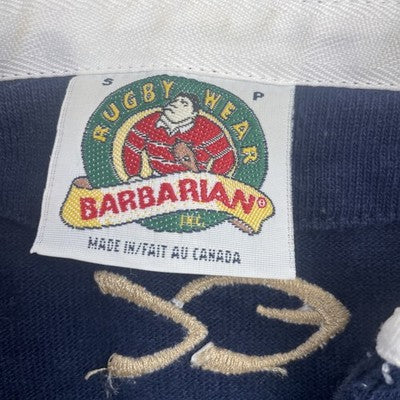 S P
RUGBY WEAR
BARBARIAN®
INC.
MADE IN/FAIT AU CANADA